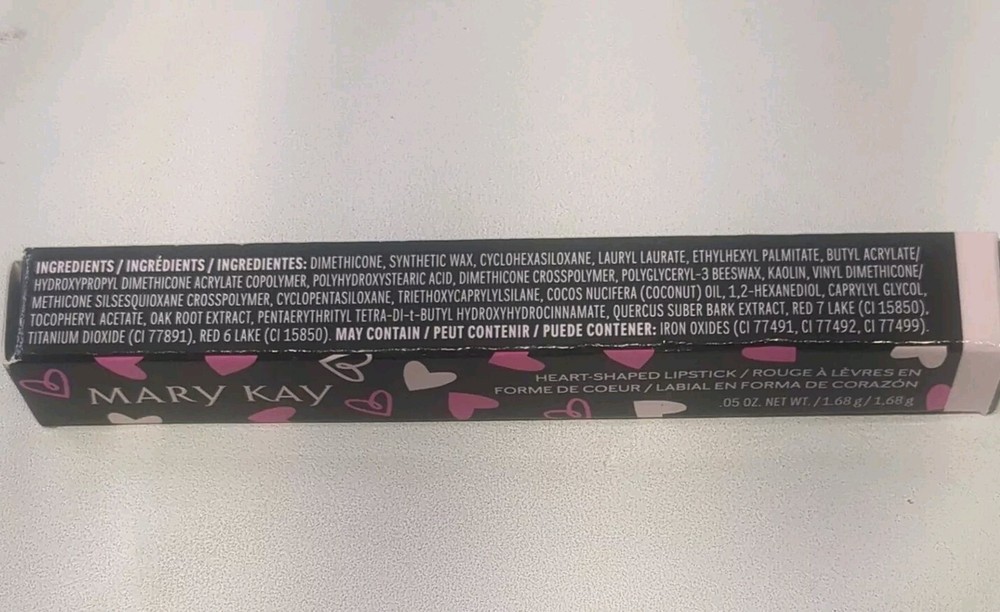 INGREDIENTS / INGRÉDIENTS / INGREDIENTES: DIMETHICONE, SYNTHETIC WAX, CYCLOHEXASILOXANE, LAURYL LAURATE, ETHYLHEXYL PALMITATE, BUTYL ACRYLATE/
HYDROXYPROPYL DIMETHICONE ACRYLATE COPOLYMER, POLYHYDROXYSTEARIC ACID, DIMETHICONE CROSSPOLYMER, POLYGLYCERYL-3 BEESWAX, KAOLIN, VINYL DIMETHICONE/
METHICONE SILSESQUIOXANE CROSSPOLYMER, CYCLOPENTASILOXANE, TRIETHOXYCAPRYLYLSILANE, COCOS NUCIFERA (COCONUT) OIL, 1,2-HEXANEDIOL, CAPRYLYL GLYCOL,
TOCOPHERYL ACETATE, OAK ROOT EXTRACT, PENTAERYTHRITYL TETRA-DI-t-BUTYL HYDROXYHYDROCINNAMATE, QUERCUS SUBER BARK EXTRACT, RED 7 LAKE (CI 15850),
TITANIUM DIOXIDE (CI 77891), RED 6 LAKE (CI 15850). MAY CONTAIN / PEUT CONTENIR / PUEDE CONTENER: IRON OXIDES (CI 77491, CI 77492, CI 77499).
MARY KAY
HEART-SHAPED LIPSTICK / ROUGE À LÈVRES EN
FORME DE COEUR / LABIAL EN FORMA DE CORAZÓN
.05 OZ. NET WT. / 1.68 g / 1,68 g